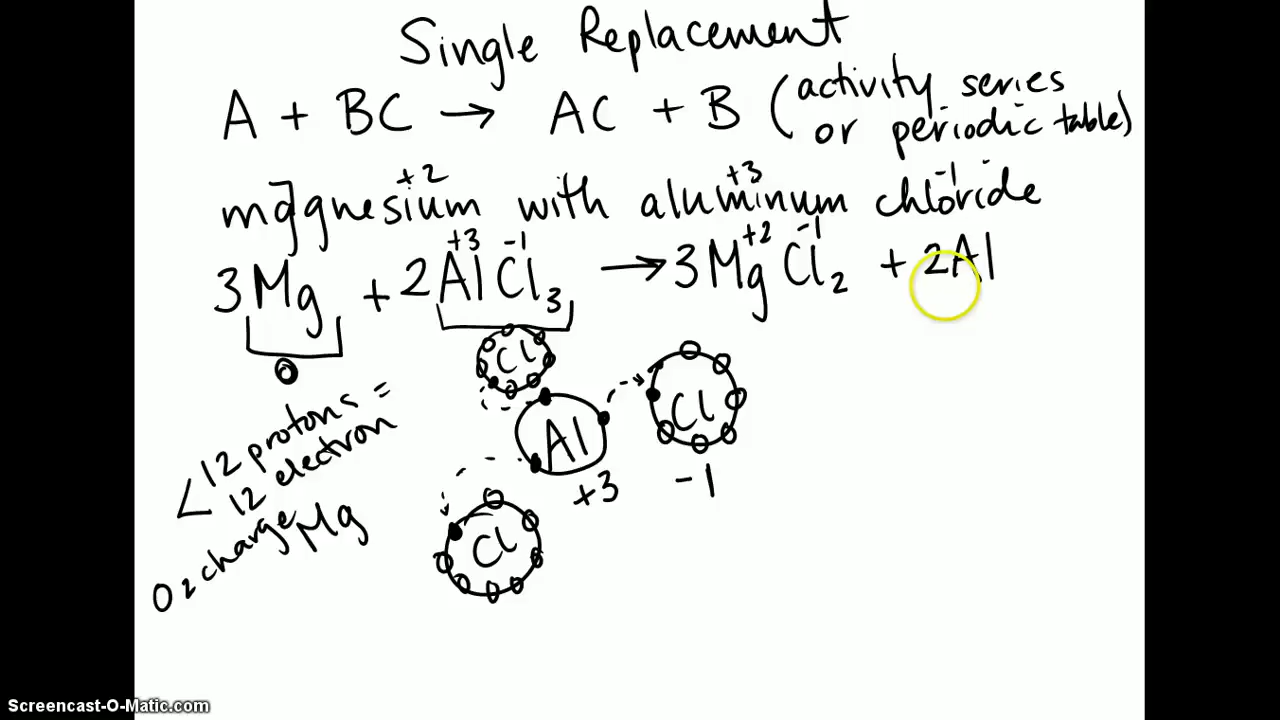 Single Replacement
A + BC → AC + B (activity series
or periodic table)
+2 +3 -1
magnesium with aluminum chloride
+3 -1 +2 -1
3Mg + 2AlCl3 → 3MgCl2 + 2Al
0
Cl
Al
+3
Cl
-1
Cl
12 protons =
12 electron
charge Mg
Screencast-O-Matic.com